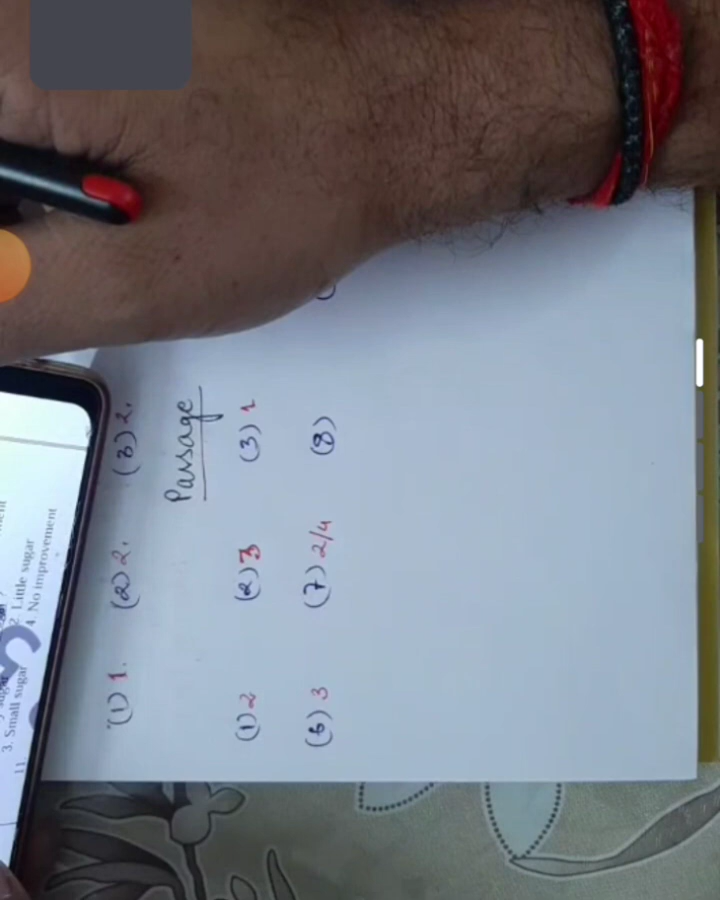 3. Small sugar 2. Little sugar
11. 4. No improvement
(1) 1. (2) 2. (3) 2.
Passage
(1) 2 (2) 3 (3) 1
(6) 3 (7) 2/4 (8)